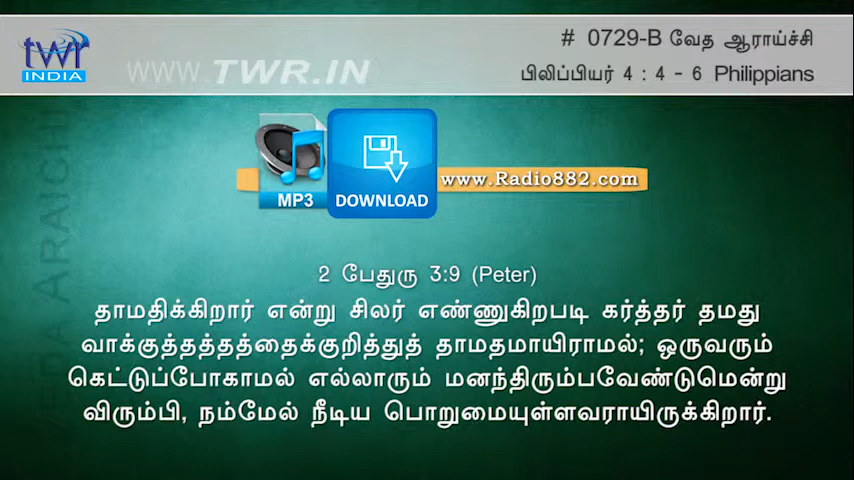 twr
INDIA
www.TWR.IN
# 0729-B வேத ஆராய்ச்சி
பிலிப்பியர் 4 : 4 - 6 Philippians
MP3
DOWNLOAD
www.Radio882.com
VEDA ARAICHI
2 பேதுரு 3:9 (Peter)
தாமதிக்கிறார் என்று சிலர் எண்ணுகிறபடி கர்த்தர் தமது
வாக்குத்தத்தத்தைக்குறித்துத் தாமதமாயிராமல்; ஒருவரும்
கெட்டுப்போகாமல் எல்லாரும் மனந்திரும்பவேண்டுமென்று
விரும்பி, நம்மேல் நீடிய பொறுமையுள்ளவராயிருக்கிறார்.